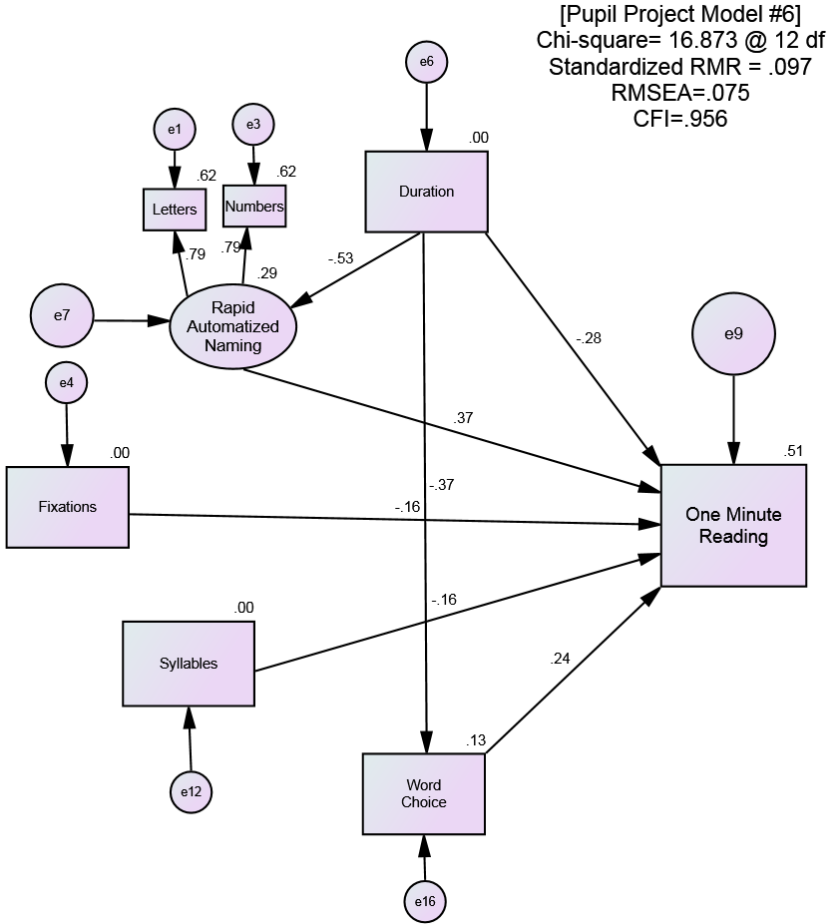 [Pupil Project Model #6]
Chi-square= 16.873 @ 12 df
Standardized RMR = .097
RMSEA=.075
CFI=.956
e6
e1
e3
.00
.62
.62
Letters
Numbers
Duration
.79
.79
-.53
.29
Rapid
Automatized
Naming
e7
e9
-.28
e4
.37
.00
.51
Fixations
-.37
-.16
One Minute
Reading
.00
-.16
Syllables
.24
.13
Word
Choice
e12
e16